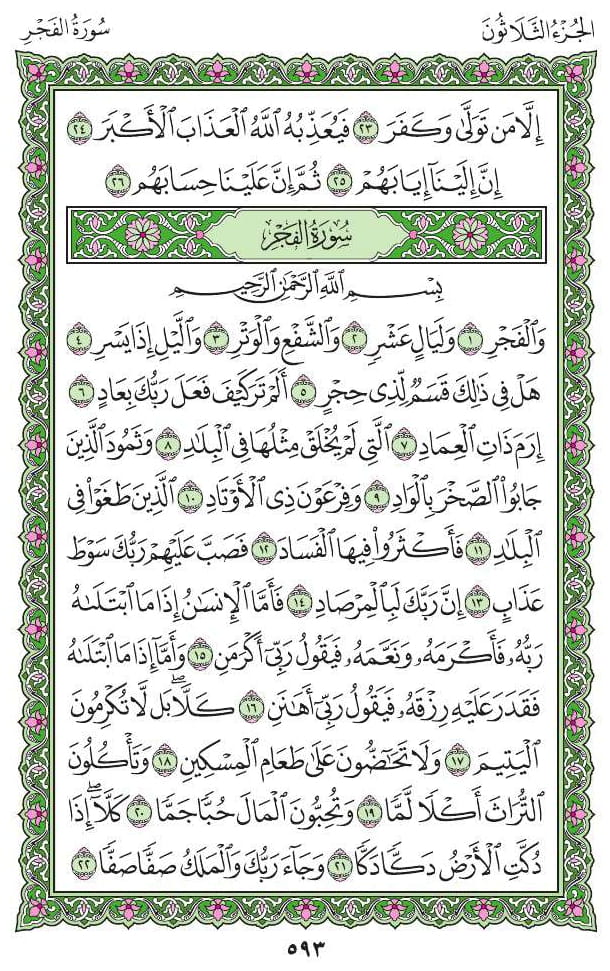 الجُزْءُ الثَّلَاثُونَ
سُورَةُ الفَجْرِ
إِلَّا مَن تَوَلَّىٰ وَكَفَرَ ٢٣ فَيُعَذِّبُهُ ٱللَّهُ ٱلْعَذَابَ ٱلْأَكْبَرَ ٢٤
إِنَّ إِلَيْنَآ إِيَابَهُمْ ٢٥ ثُمَّ إِنَّ عَلَيْنَا حِسَابَهُم ٢٦
سُورَةُ الفَجْرِ
بِسْمِ ٱللَّهِ ٱلرَّحْمَٰنِ ٱلرَّحِيمِ
وَٱلْفَجْرِ ١ وَلَيَالٍ عَشْرٍ ٢ وَٱلشَّفْعِ وَٱلْوَتْرِ ٣ وَٱلَّيْلِ إِذَا يَسْرِ ٤
هَلْ فِى ذَٰلِكَ قَسَمٌ لِّذِى حِجْرٍ ٥ أَلَمْ تَرَ كَيْفَ فَعَلَ رَبُّكَ بِعَادٍ ٦
إِرَمَ ذَاتِ ٱلْعِمَادِ ٧ ٱلَّتِى لَمْ يُخْلَقْ مِثْلُهَا فِى ٱلْبِلَٰدِ ٨ وَثَمُودَ ٱلَّذِينَ
جَابُوا۟ ٱلصَّخْرَ بِٱلْوَادِ ٩ وَفِرْعَوْنَ ذِى ٱلْأَوْتَادِ ١٠ ٱلَّذِينَ طَغَوْا۟ فِى
ٱلْبِلَٰدِ ١١ فَأَكْثَرُوا۟ فِيهَا ٱلْفَسَادَ ١٢ فَصَبَّ عَلَيْهِمْ رَبُّكَ سَوْطَ
عَذَابٍ ١٣ إِنَّ رَبَّكَ لَبِٱلْمِرْصَادِ ١٤ فَأَمَّا ٱلْإِنسَٰنُ إِذَا مَا ٱبْتَلَىٰهُ
رَبُّهُۥ فَأَكْرَمَهُۥ وَنَعَّمَهُۥ فَيَقُولُ رَبِّىٓ أَكْرَمَنِ ١٥ وَأَمَّآ إِذَا مَا ٱبْتَلَىٰهُ
فَقَدَرَ عَلَيْهِ رِزْقَهُۥ فَيَقُولُ رَبِّىٓ أَهَٰنَنِ ١٦ كَلَّا ۖ بَل لَّا تُكْرِمُونَ
ٱلْيَتِيمَ ١٧ وَلَا تَحَٰٓضُّونَ عَلَىٰ طَعَامِ ٱلْمِسْكِينِ ١٨ وَتَأْكُلُونَ
ٱلتُّرَاثَ أَكْلًا لَّمًّا ١٩ وَتُحِبُّونَ ٱلْمَالَ حُبًّا جَمًّا ٢٠ كَلَّآ ۖ إِذَا
دُكَّتِ ٱلْأَرْضُ دَكًّا دَكًّا ٢١ وَجَآءَ رَبُّكَ وَٱلْمَلَكُ صَفًّا صَفًّا ٢٢
٥٩٣